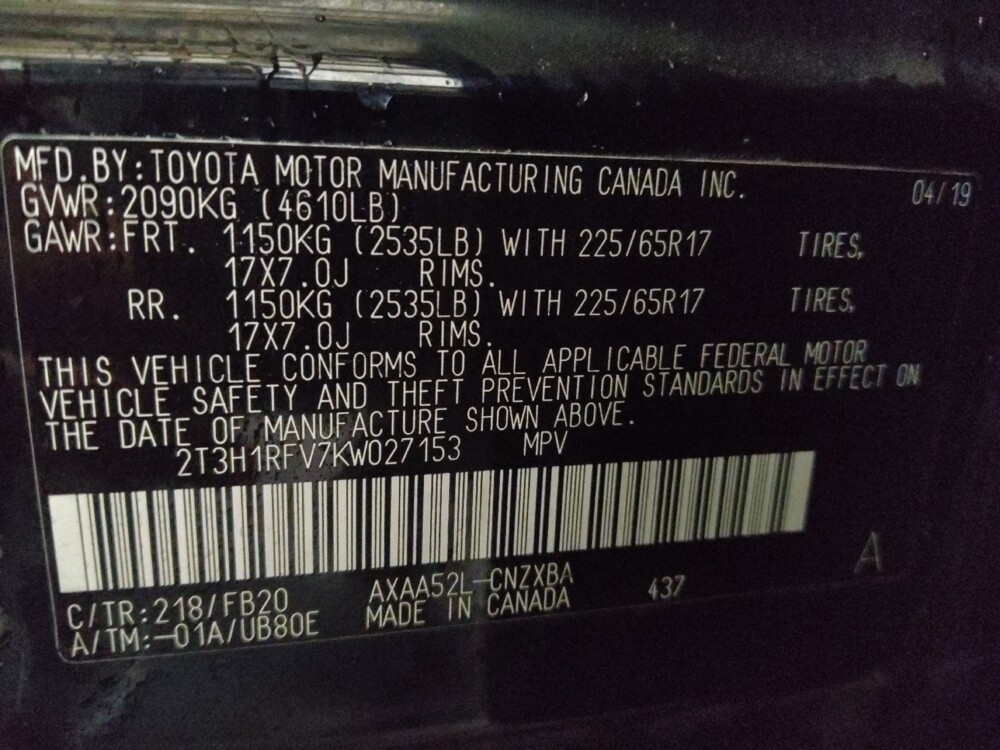 MFD.BY:TOYOTA MOTOR MANUFACTURING CANADA INC. 04/19
GVWR:2090KG (4610LB)
GAWR:FRT. 1150KG (2535LB) WITH 225/65R17 TIRES,
17X7.0J RIMS.
RR. 1150KG (2535LB) WITH 225/65R17 TIRES,
17X7.0J RIMS.
THIS VEHICLE CONFORMS TO ALL APPLICABLE FEDERAL MOTOR
VEHICLE SAFETY AND THEFT PREVENTION STANDARDS IN EFFECT ON
THE DATE OF MANUFACTURE SHOWN ABOVE.
2T3H1RFV7KW027153 MPV
A
C/TR:218/FB20 AXAA52L-CNZXBA 437
A/TM:-01A/UB80E MADE IN CANADA